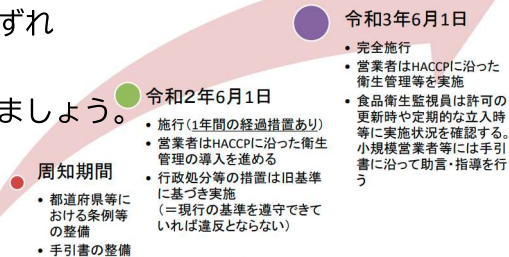 ずれ
ましょう。
周知期間
• 都道府県等に
おける条例等
の整備
• 手引書の整備
令和2年6月1日
• 施行(1年間の経過措置あり)
• 営業者はHACCPに沿った衛生
管理の導入を進める
• 行政処分等の措置は旧基準
に基づき実施
(=現行の基準を遵守できて
いれば違反とならない)
令和3年6月1日
• 完全施行
• 営業者はHACCPに沿った
衛生管理等を実施
• 食品衛生監視員は許可の
更新時や定期的な立入時
等に実施状況を確認する。
小規模営業者等には手引
書に沿って助言・指導を行
う